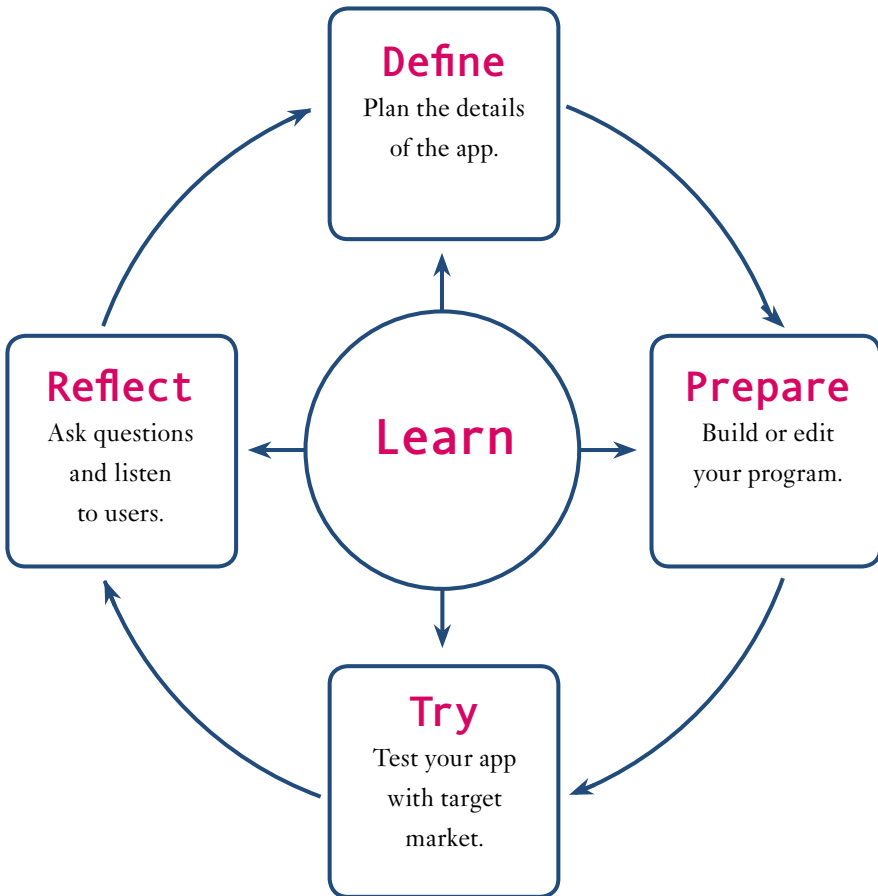 Define
Plan the details
of the app.
Reflect
Ask questions
and listen
to users.
Learn
Prepare
Build or edit
your program.
Try
Test your app
with target
market.